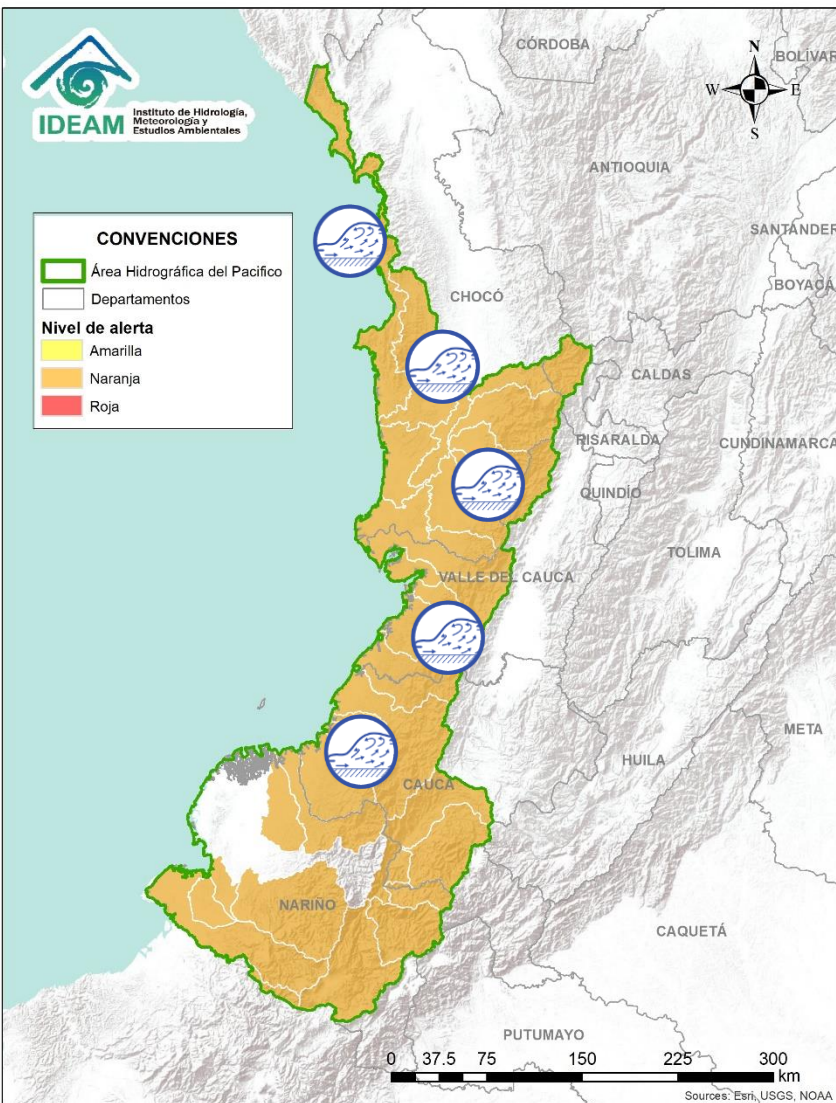 IDEAM
Instituto de Hidrología,
Meteorología y
Estudios Ambientales
CÓRDOBA
BOLÍVAR
N
W
E
S
ANTIOQUIA
SANTANDER
BOYACÁ
CONVENCIONES
Área Hidrográfica del Pacifico
Departamentos
Nivel de alerta
Amarilla
Naranja
Roja
CHOCÓ
CALDAS
RISARALDA
CUNDINAMARCA
QUINDÍO
TOLIMA
VALLE DEL CAUCA
META
HUILA
CAUCA
NARIÑO
CAQUETÁ
PUTUMAYO
0 37.5 75 150 225 300
km
Sources: Esri, USGS, NOAA